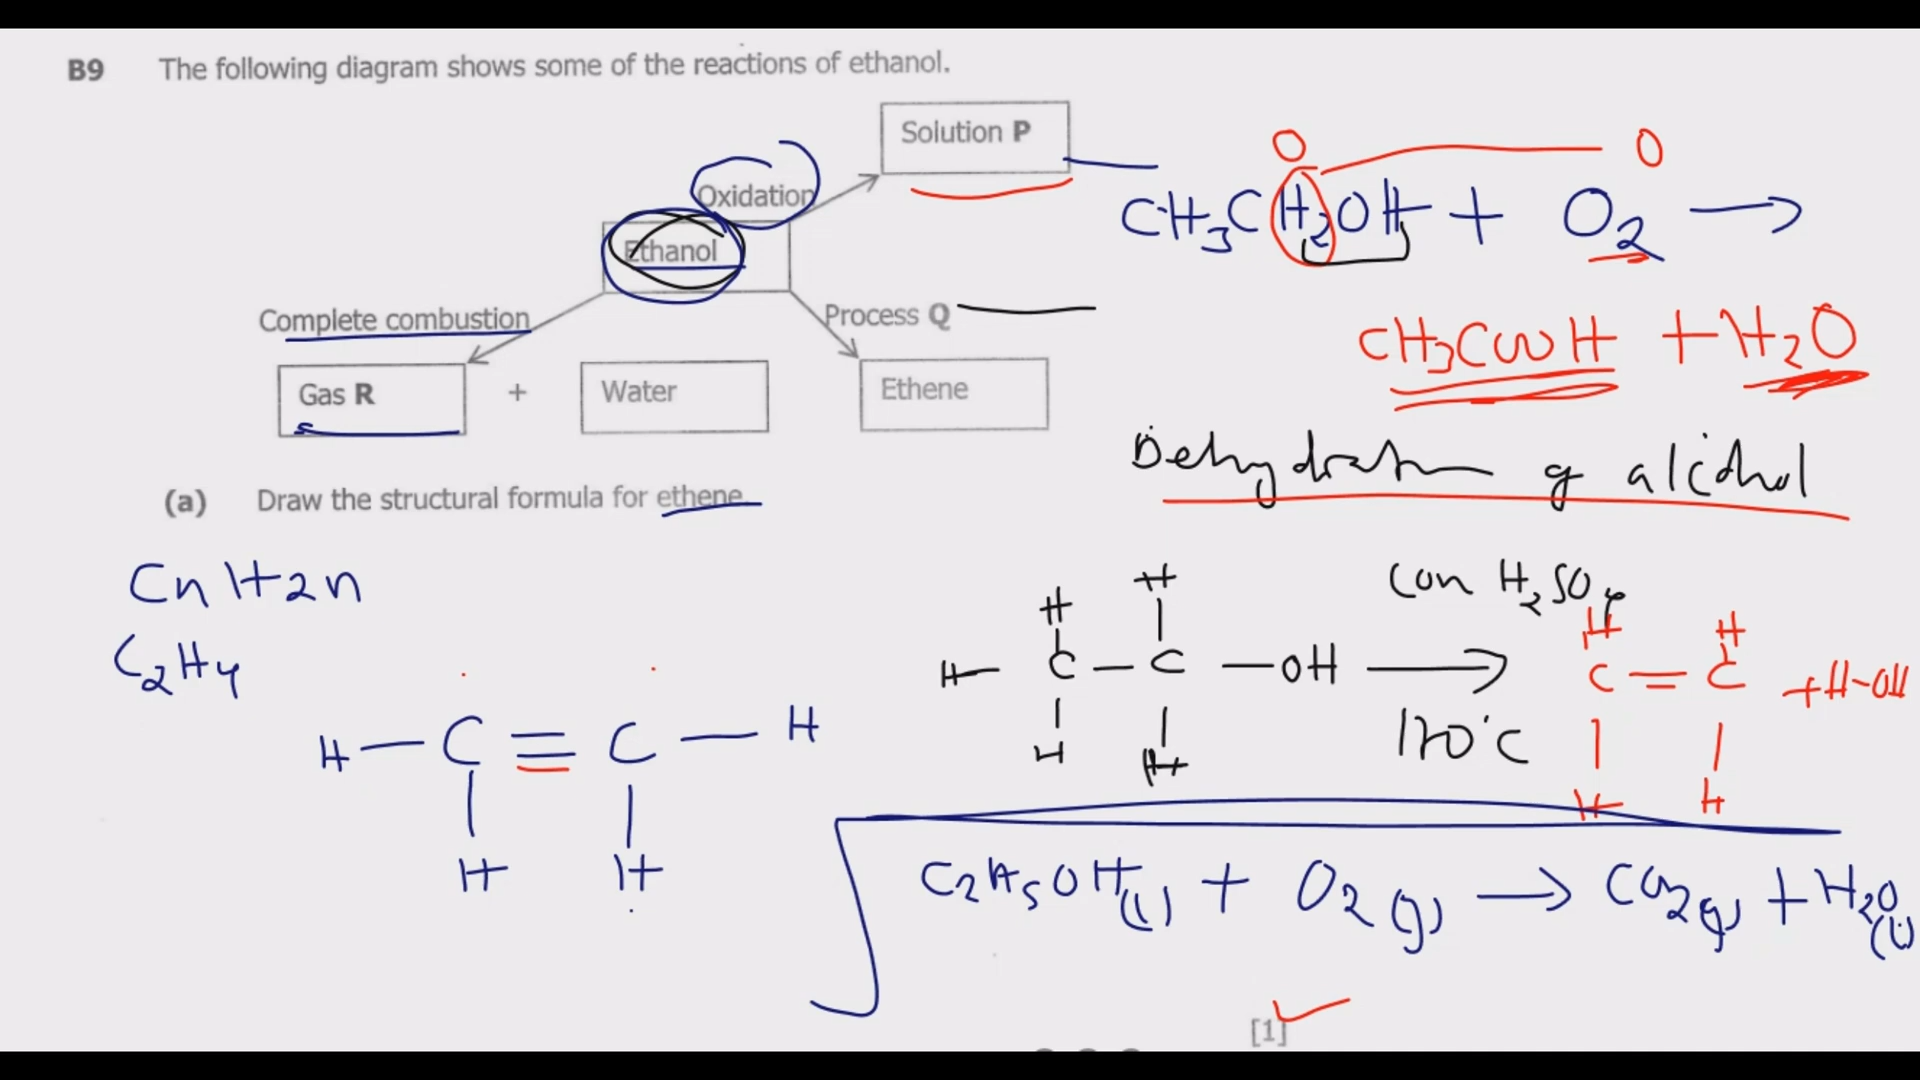 B9 The following diagram shows some of the reactions of ethanol.
Solution P
Oxidation
Ethanol
Complete combustion
Process Q
Gas R
+
Water
Ethene
(a) Draw the structural formula for ethene.
CnH2n
C2H4
H—C=C—H
H H
O O
CH3CH2OH + O2 →
CH3COOH + H2O
Dehydration of alcohol
con H2SO4
H H
H—C—C—OH →
H H
170°C
H H
C=C +H-OH
H H
C2H5OH(l) + O2(g) → CO2(g) + H2O(l)
[1]